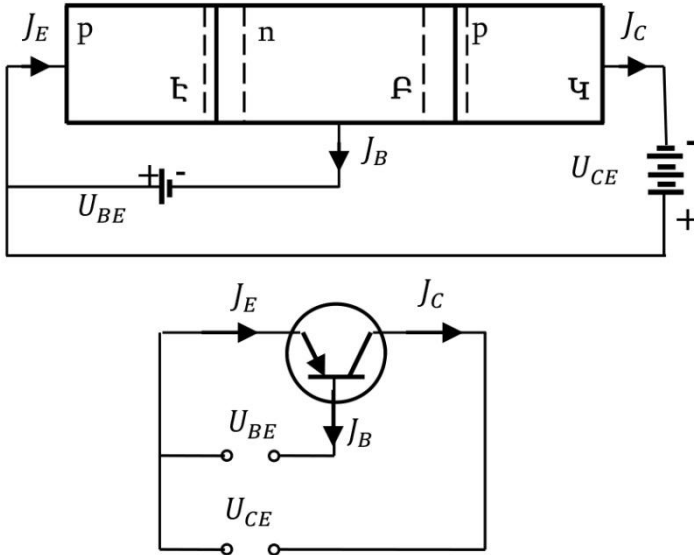 J_E p n p J_C
Է Բ Կ
J_B
+ -
U_BE
U_CE
-
+
J_E J_C
U_BE J_B
U_CE